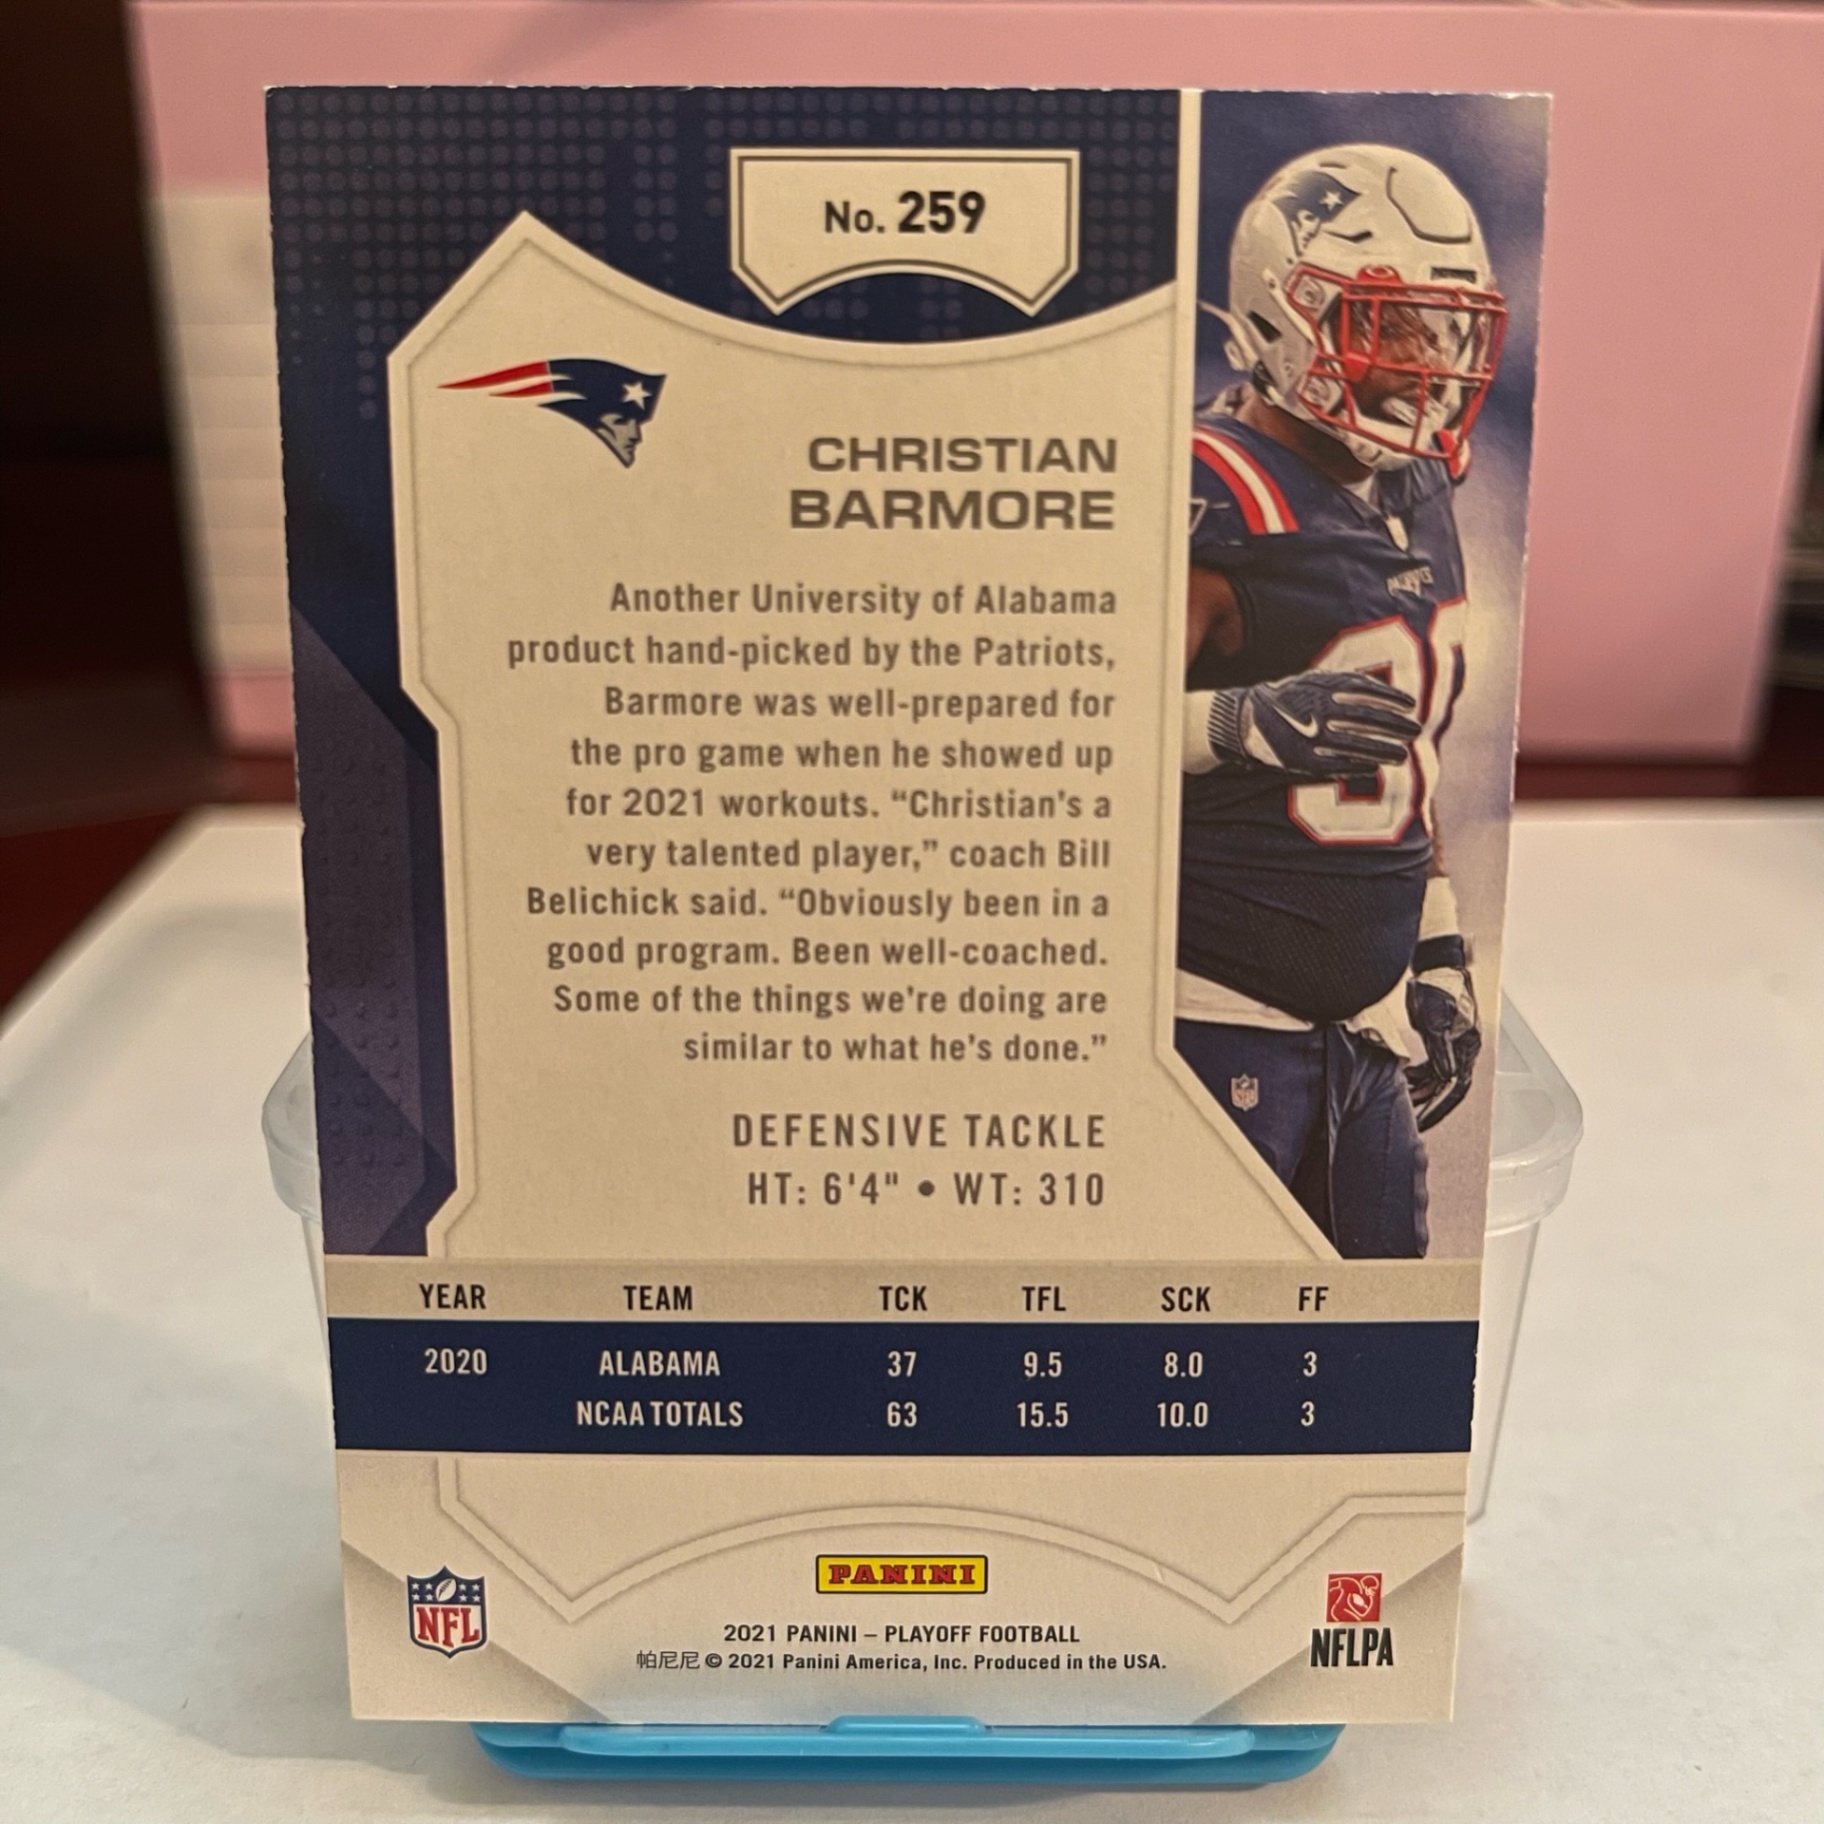 No. 259
CHRISTIAN
BARMORE
Another University of Alabama
product hand-picked by the Patriots,
Barmore was well-prepared for
the pro game when he showed up
for 2021 workouts. “Christian's a
very talented player,” coach Bill
Belichick said. “Obviously been in a
good program. Been well-coached.
Some of the things we're doing are
similar to what he's done.”
DEFENSIVE TACKLE
HT: 6'4" • WT: 310
YEAR TEAM TCK TFL SCK FF
2020 ALABAMA 37 9.5 8.0 3
NCAA TOTALS 63 15.5 10.0 3
PANINI
NFL
2021 PANINI – PLAYOFF FOOTBALL
帕尼尼 © 2021 Panini America, Inc. Produced in the USA.
NFLPA